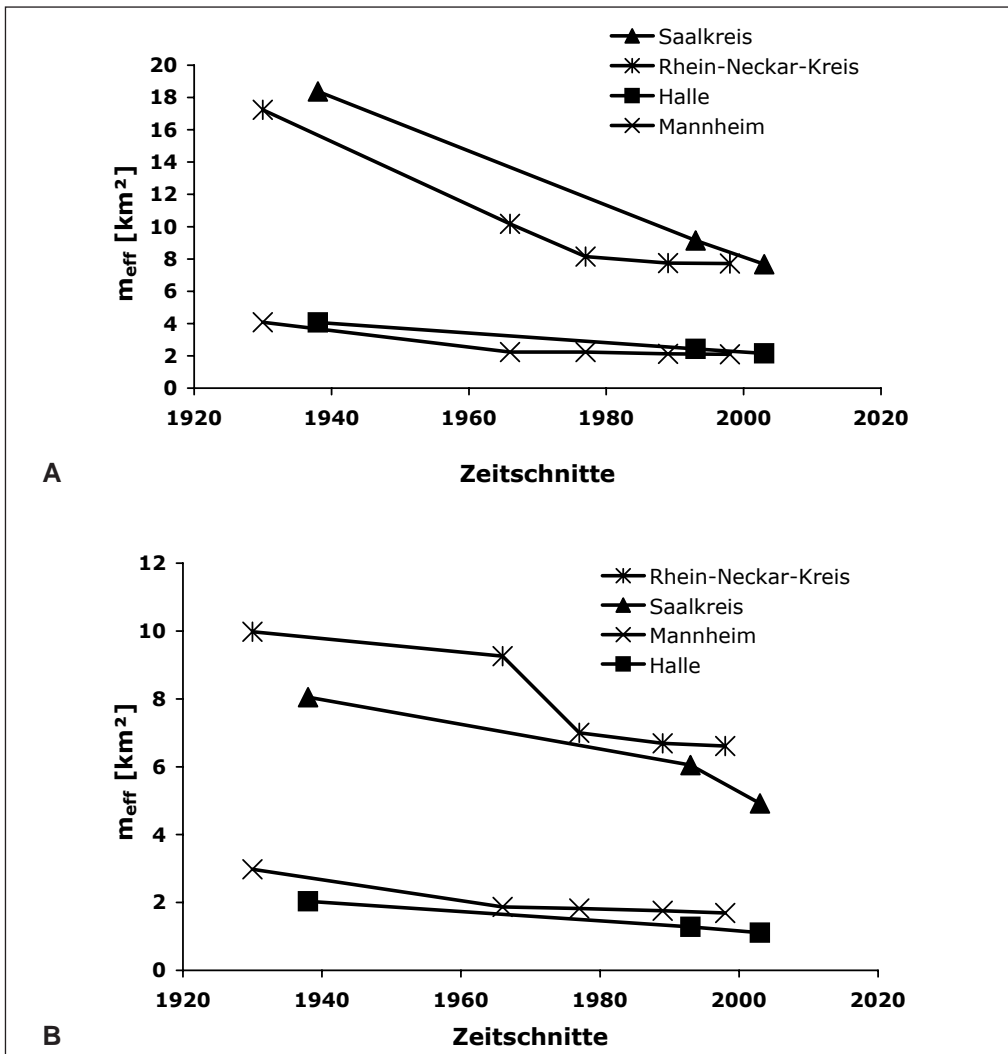 Saalkreis
Rhein-Neckar-Kreis
Halle
Mannheim
20
18
16
14
12
10
8
6
4
2
0
m_eff [km²]
1920 1940 1960 1980 2000 2020
A
Zeitschnitte
Rhein-Neckar-Kreis
Saalkreis
Mannheim
Halle
12
10
8
6
4
2
0
m_eff [km²]
1920 1940 1960 1980 2000 2020
B
Zeitschnitte